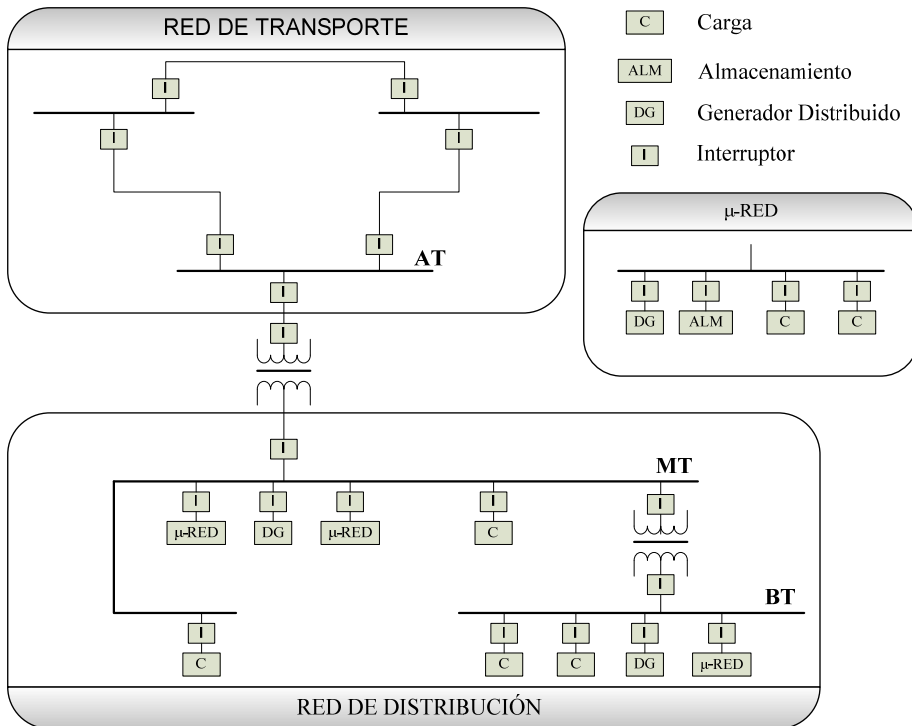 RED DE TRANSPORTE
I
I
I
I
I
I
AT
I
I
C Carga
ALM Almacenamiento
DG Generador Distribuido
I Interruptor
μ-RED
I I I I
DG ALM C C
I
MT
I I I I I
μ-RED DG μ-RED C
I
BT
I I I I I
C C C DG μ-RED
RED DE DISTRIBUCIÓN